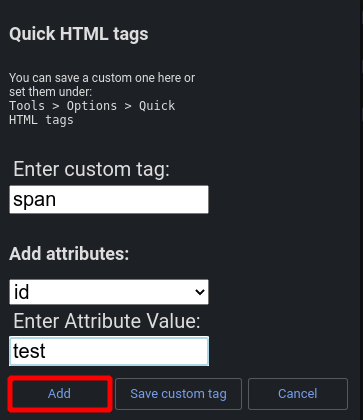 Quick HTML tags
You can save a custom one here or
set them under:
Tools > Options > Quick
HTML tags
Enter custom tag:
span
Add attributes:
id
Enter Attribute Value:
test
Add Save custom tag Cancel